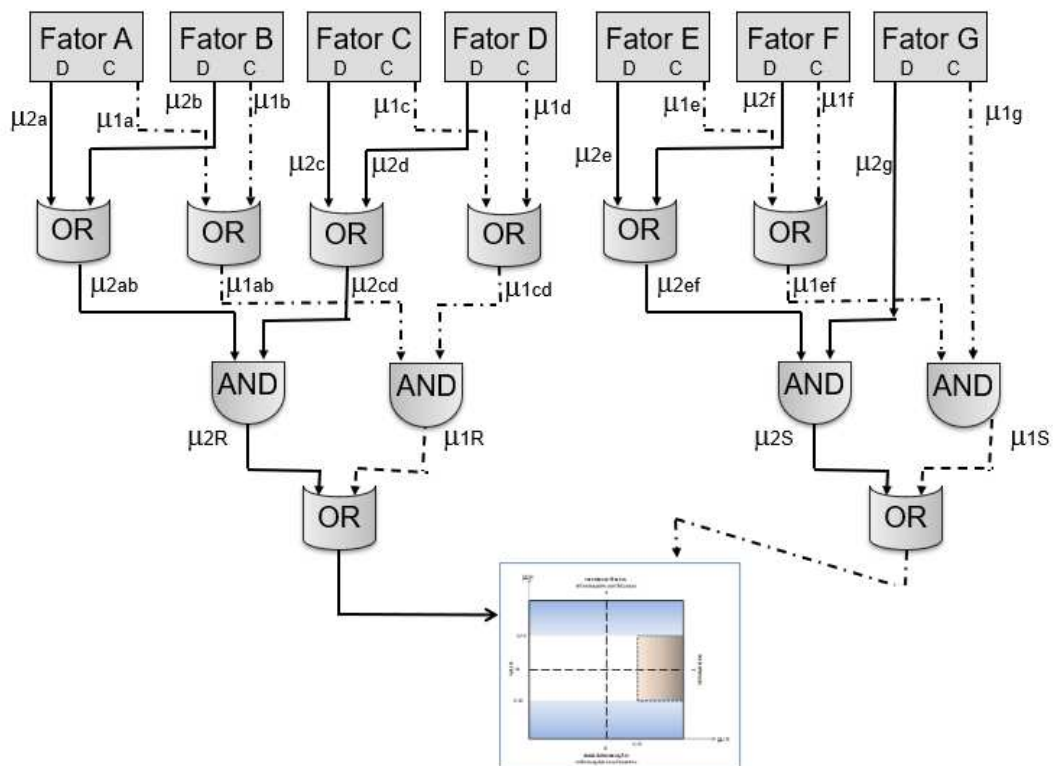 Fator A
Fator B
Fator C
Fator D
Fator E
Fator F
Fator G
D C
D C
D C
D C
D C
D C
D C
μ2a
μ1a
μ2b
μ1b
μ2c
μ1c
μ2d
μ1d
μ2e
μ1e
μ2f
μ1f
μ2g
μ1g
OR
OR
OR
OR
OR
OR
μ2ab
μ1ab
μ2cd
μ1cd
μ2ef
μ1ef
AND
AND
AND
AND
μ2R
μ1R
μ2S
μ1S
OR
OR